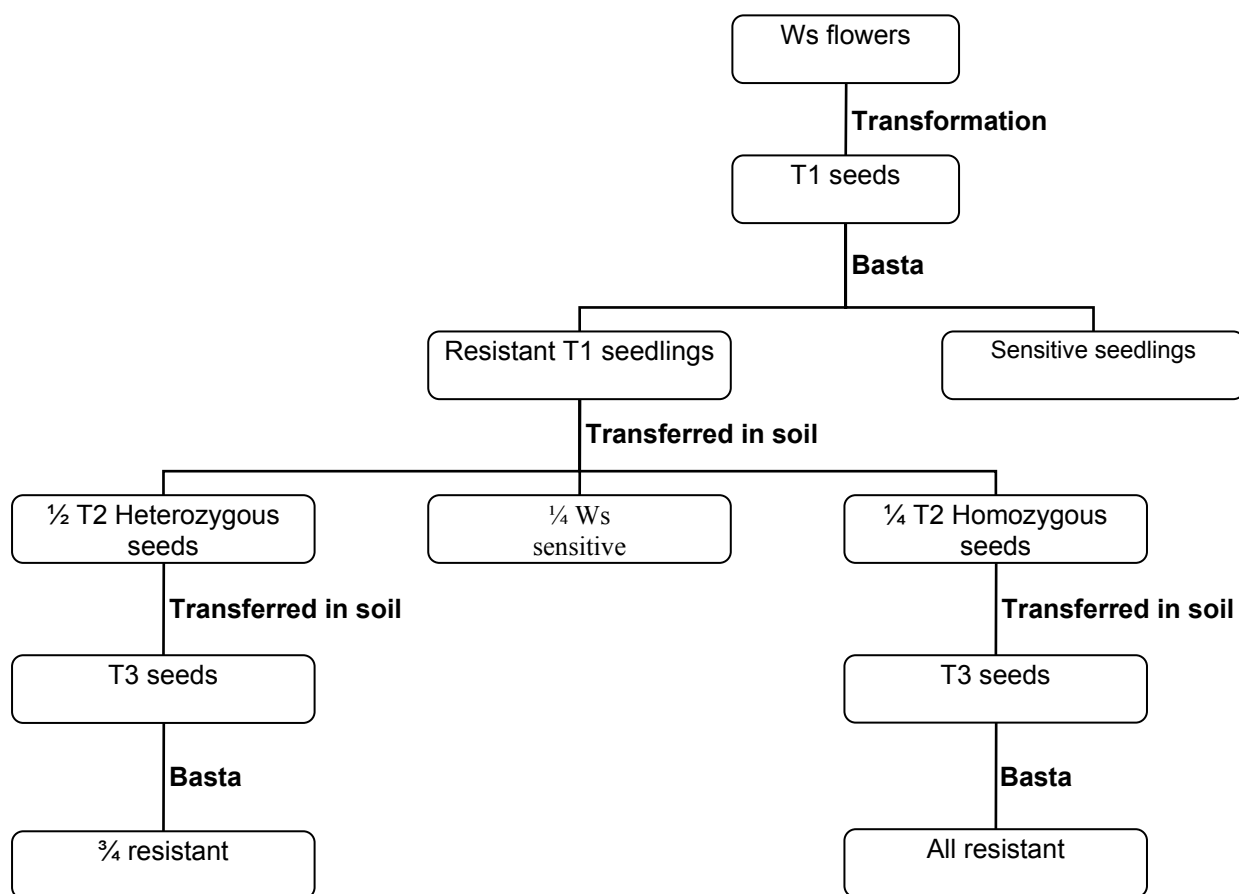 Ws flowers
Transformation
T1 seeds
Basta
Resistant T1 seedlings
Sensitive seedlings
Transferred in soil
½ T2 Heterozygous
seeds
¼ Ws
sensitive
¼ T2 Homozygous
seeds
Transferred in soil
Transferred in soil
T3 seeds
T3 seeds
Basta
Basta
¾ resistant
All resistant